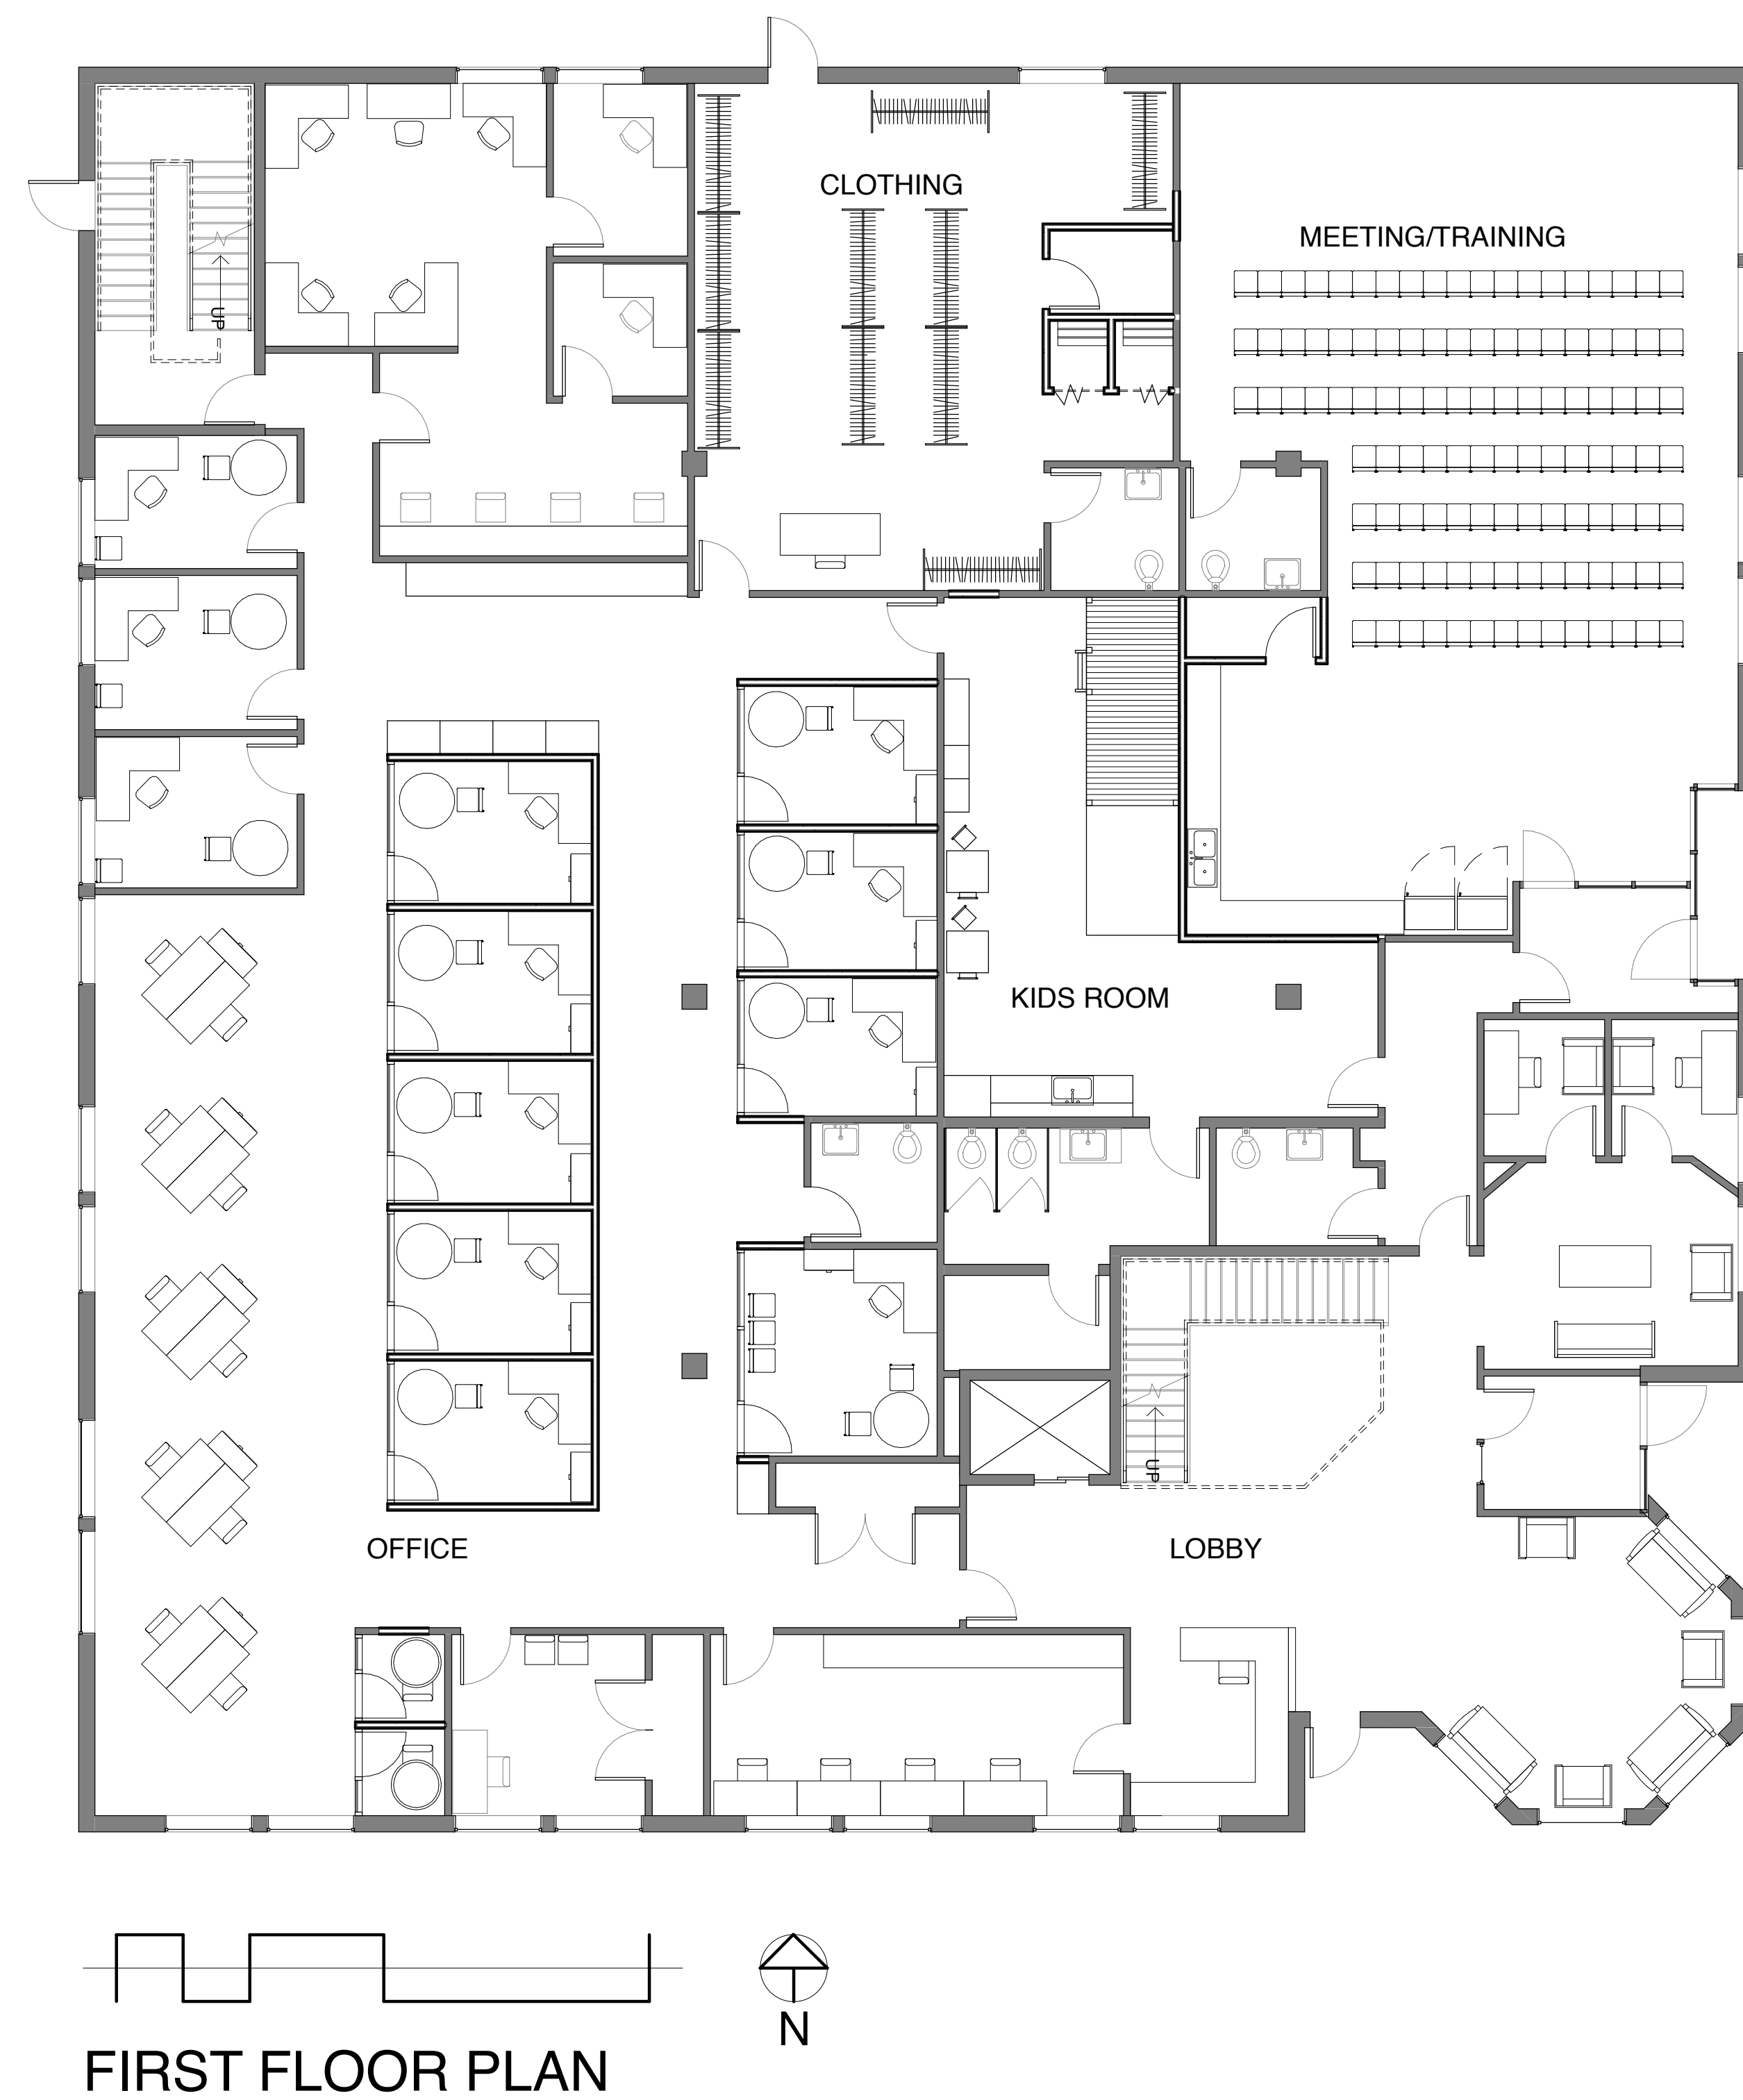 CLOTHING
MEETING/TRAINING
UP
KIDS ROOM
UP
OFFICE
LOBBY
N
FIRST FLOOR PLAN